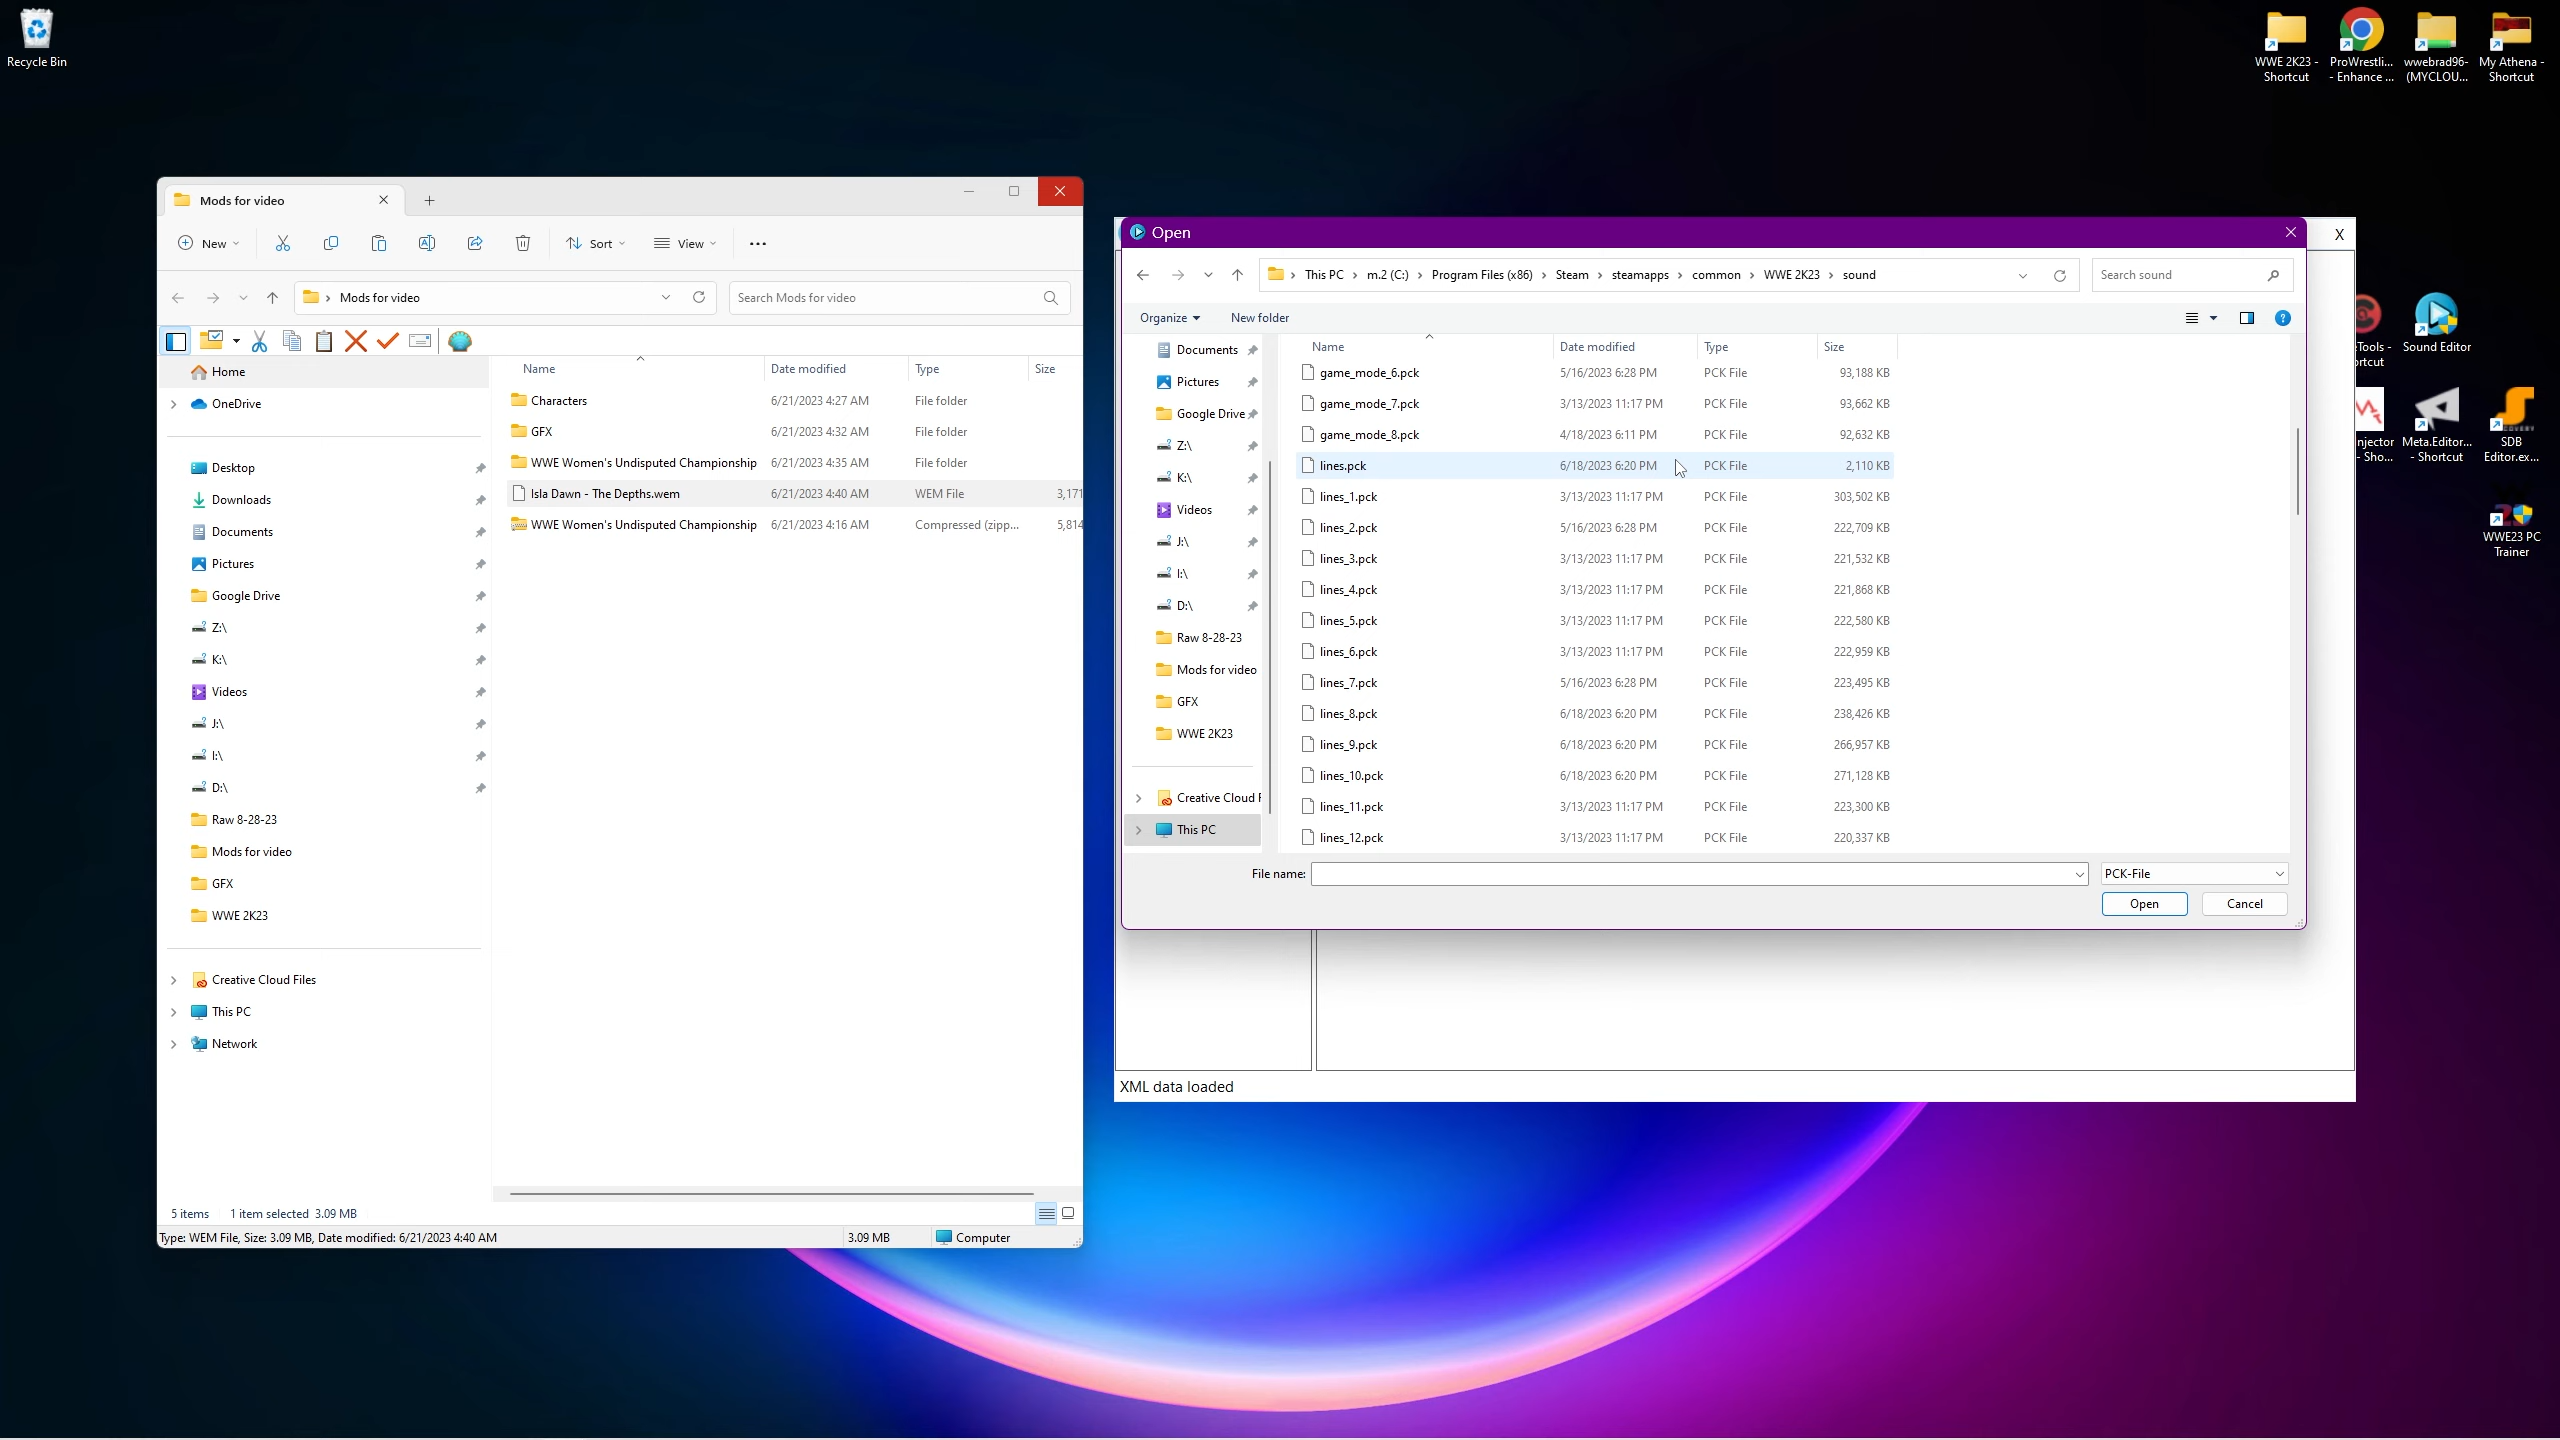 Recycle Bin
WWE 2K23 -
Shortcut
ProWrestli...
- Enhance ...
wwebrad96-
(MYCLOU...
My Athena -
Shortcut
Mods for video
New
Sort
View
Mods for video
Search Mods for video
Home
OneDrive
Desktop
Downloads
Documents
Pictures
Google Drive
Z:\
K:\
Videos
J:\
I:\
D:\
Raw 8-28-23
Mods for video
GFX
WWE 2K23
Creative Cloud Files
This PC
Network
Name Date modified Type Size
Characters 6/21/2023 4:27 AM File folder
GFX 6/21/2023 4:32 AM File folder
WWE Women's Undisputed Championship 6/21/2023 4:35 AM File folder
Isla Dawn - The Depths.wem 6/21/2023 4:40 AM WEM File 3,171
WWE Women's Undisputed Championship 6/21/2023 4:16 AM Compressed (zipp... 5,814
5 items 1 item selected 3.09 MB
Type: WEM File, Size: 3.09 MB, Date modified: 6/21/2023 4:40 AM 3.09 MB Computer
Open
X
This PC › m.2 (C:) › Program Files (x86) › Steam › steamapps › common › WWE 2K23 › sound
Search sound
Organize New folder
Documents
Pictures
Google Drive
Z:\
K:\
Videos
J:\
I:\
D:\
Raw 8-28-23
Mods for video
GFX
WWE 2K23
Creative Cloud F
This PC
Name Date modified Type Size
game_mode_6.pck 5/16/2023 6:28 PM PCK File 93,188 KB
game_mode_7.pck 3/13/2023 11:17 PM PCK File 93,662 KB
game_mode_8.pck 4/18/2023 6:11 PM PCK File 92,632 KB
lines.pck 6/18/2023 6:20 PM PCK File 2,110 KB
lines_1.pck 3/13/2023 11:17 PM PCK File 303,502 KB
lines_2.pck 5/16/2023 6:28 PM PCK File 222,709 KB
lines_3.pck 3/13/2023 11:17 PM PCK File 221,532 KB
lines_4.pck 3/13/2023 11:17 PM PCK File 221,868 KB
lines_5.pck 3/13/2023 11:17 PM PCK File 222,580 KB
lines_6.pck 3/13/2023 11:17 PM PCK File 222,959 KB
lines_7.pck 5/16/2023 6:28 PM PCK File 223,495 KB
lines_8.pck 6/18/2023 6:20 PM PCK File 238,426 KB
lines_9.pck 6/18/2023 6:20 PM PCK File 266,957 KB
lines_10.pck 6/18/2023 6:20 PM PCK File 271,128 KB
lines_11.pck 3/13/2023 11:17 PM PCK File 223,300 KB
lines_12.pck 3/13/2023 11:17 PM PCK File 220,337 KB
File name: PCK-File
Open Cancel
XML data loaded
Tools -
ortcut
Sound Editor
njector
- Sho...
Meta.Editor...
- Shortcut
SDB
Editor.ex...
WWE23 PC
Trainer